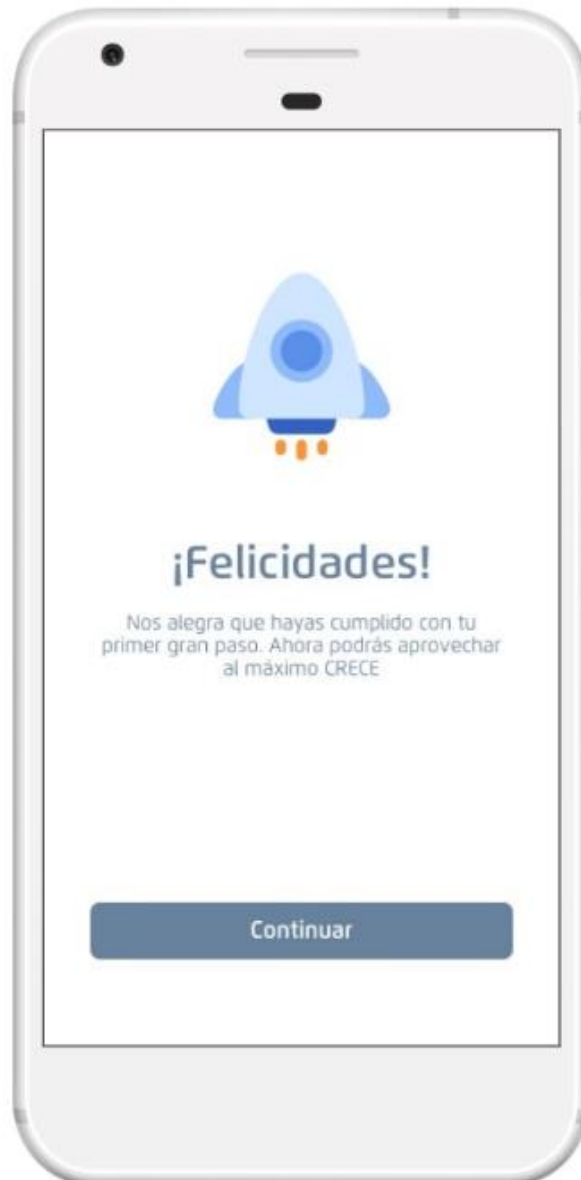 ¡Felicidades!
Nos alegra que hayas cumplido con tu
primer gran paso. Ahora podrás aprovechar
al máximo CRECE
Continuar